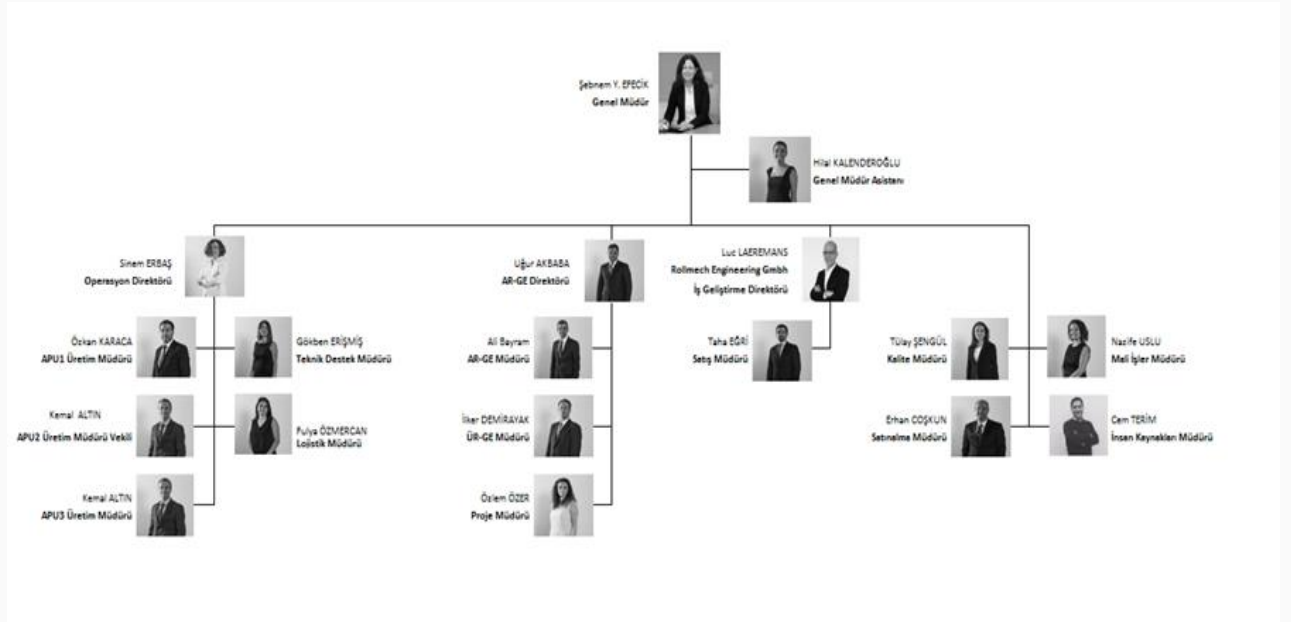 Şebnem Y. EFECİK
Genel Müdür
Hilal KALENDEROĞLU
Genel Müdür Asistanı
Sinem ERBAŞ
Operasyon Direktörü
Uğur AKBABA
AR-GE Direktörü
Luc LAEREMANS
Rollmech Engineering Gmbh
İş Geliştirme Direktörü
Özkan KARACA
APU1 Üretim Müdürü
Gökben ERİŞMİŞ
Teknik Destek Müdürü
Ali Bayram
AR-GE Müdürü
Taha EĞRİ
Satış Müdürü
Tülay ŞENGÜL
Kalite Müdürü
Nazife USLU
Mali İşler Müdürü
Kemal ALTIN
APU2 Üretim Müdürü Vekili
Fulya ÖZMERCAN
Lojistik Müdürü
İlker DEMİRAYAK
ÜR-GE Müdürü
Erhan COŞKUN
Satınalma Müdürü
Cem TERİM
İnsan Kaynakları Müdürü
Kemal ALTIN
APU3 Üretim Müdürü
Özlem ÖZER
Proje Müdürü